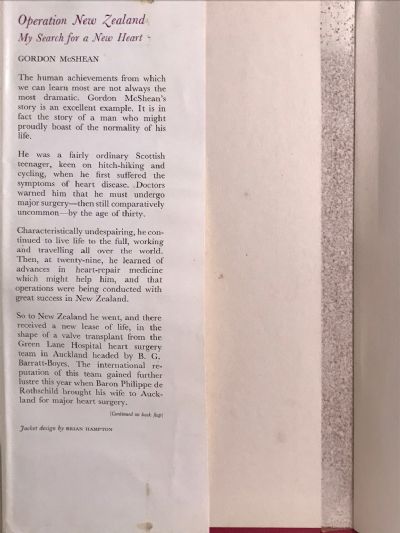 Operation New Zealand
My Search for a New Heart
GORDON McSHEAN
The human achievements from which
we can learn most are not always the
most dramatic. Gordon McShean's
story is an excellent example. It is in
fact the story of a man who might
proudly boast of the normality of his
life.
He was a fairly ordinary Scottish
teenager, keen on hitch-hiking and
cycling, when he first suffered the
symptoms of heart disease. Doctors
warned him that he must undergo
major surgery—then still comparatively
uncommon—by the age of thirty.
Characteristically undespairing, he con-
tinued to live life to the full, working
and travelling all over the world.
Then, at twenty-nine, he learned of
advances in heart-repair medicine
which might help him, and that
operations were being conducted with
great success in New Zealand.
So to New Zealand he went, and there
received a new lease of life, in the
shape of a valve transplant from the
Green Lane Hospital heart surgery
team in Auckland headed by B. G.
Barratt-Boyes. The international re-
putation of this team gained further
lustre this year when Baron Philippe de
Rothschild brought his wife to Auck-
land for major heart surgery.
[Continued on back flap]
Jacket design by BRIAN HAMPTON